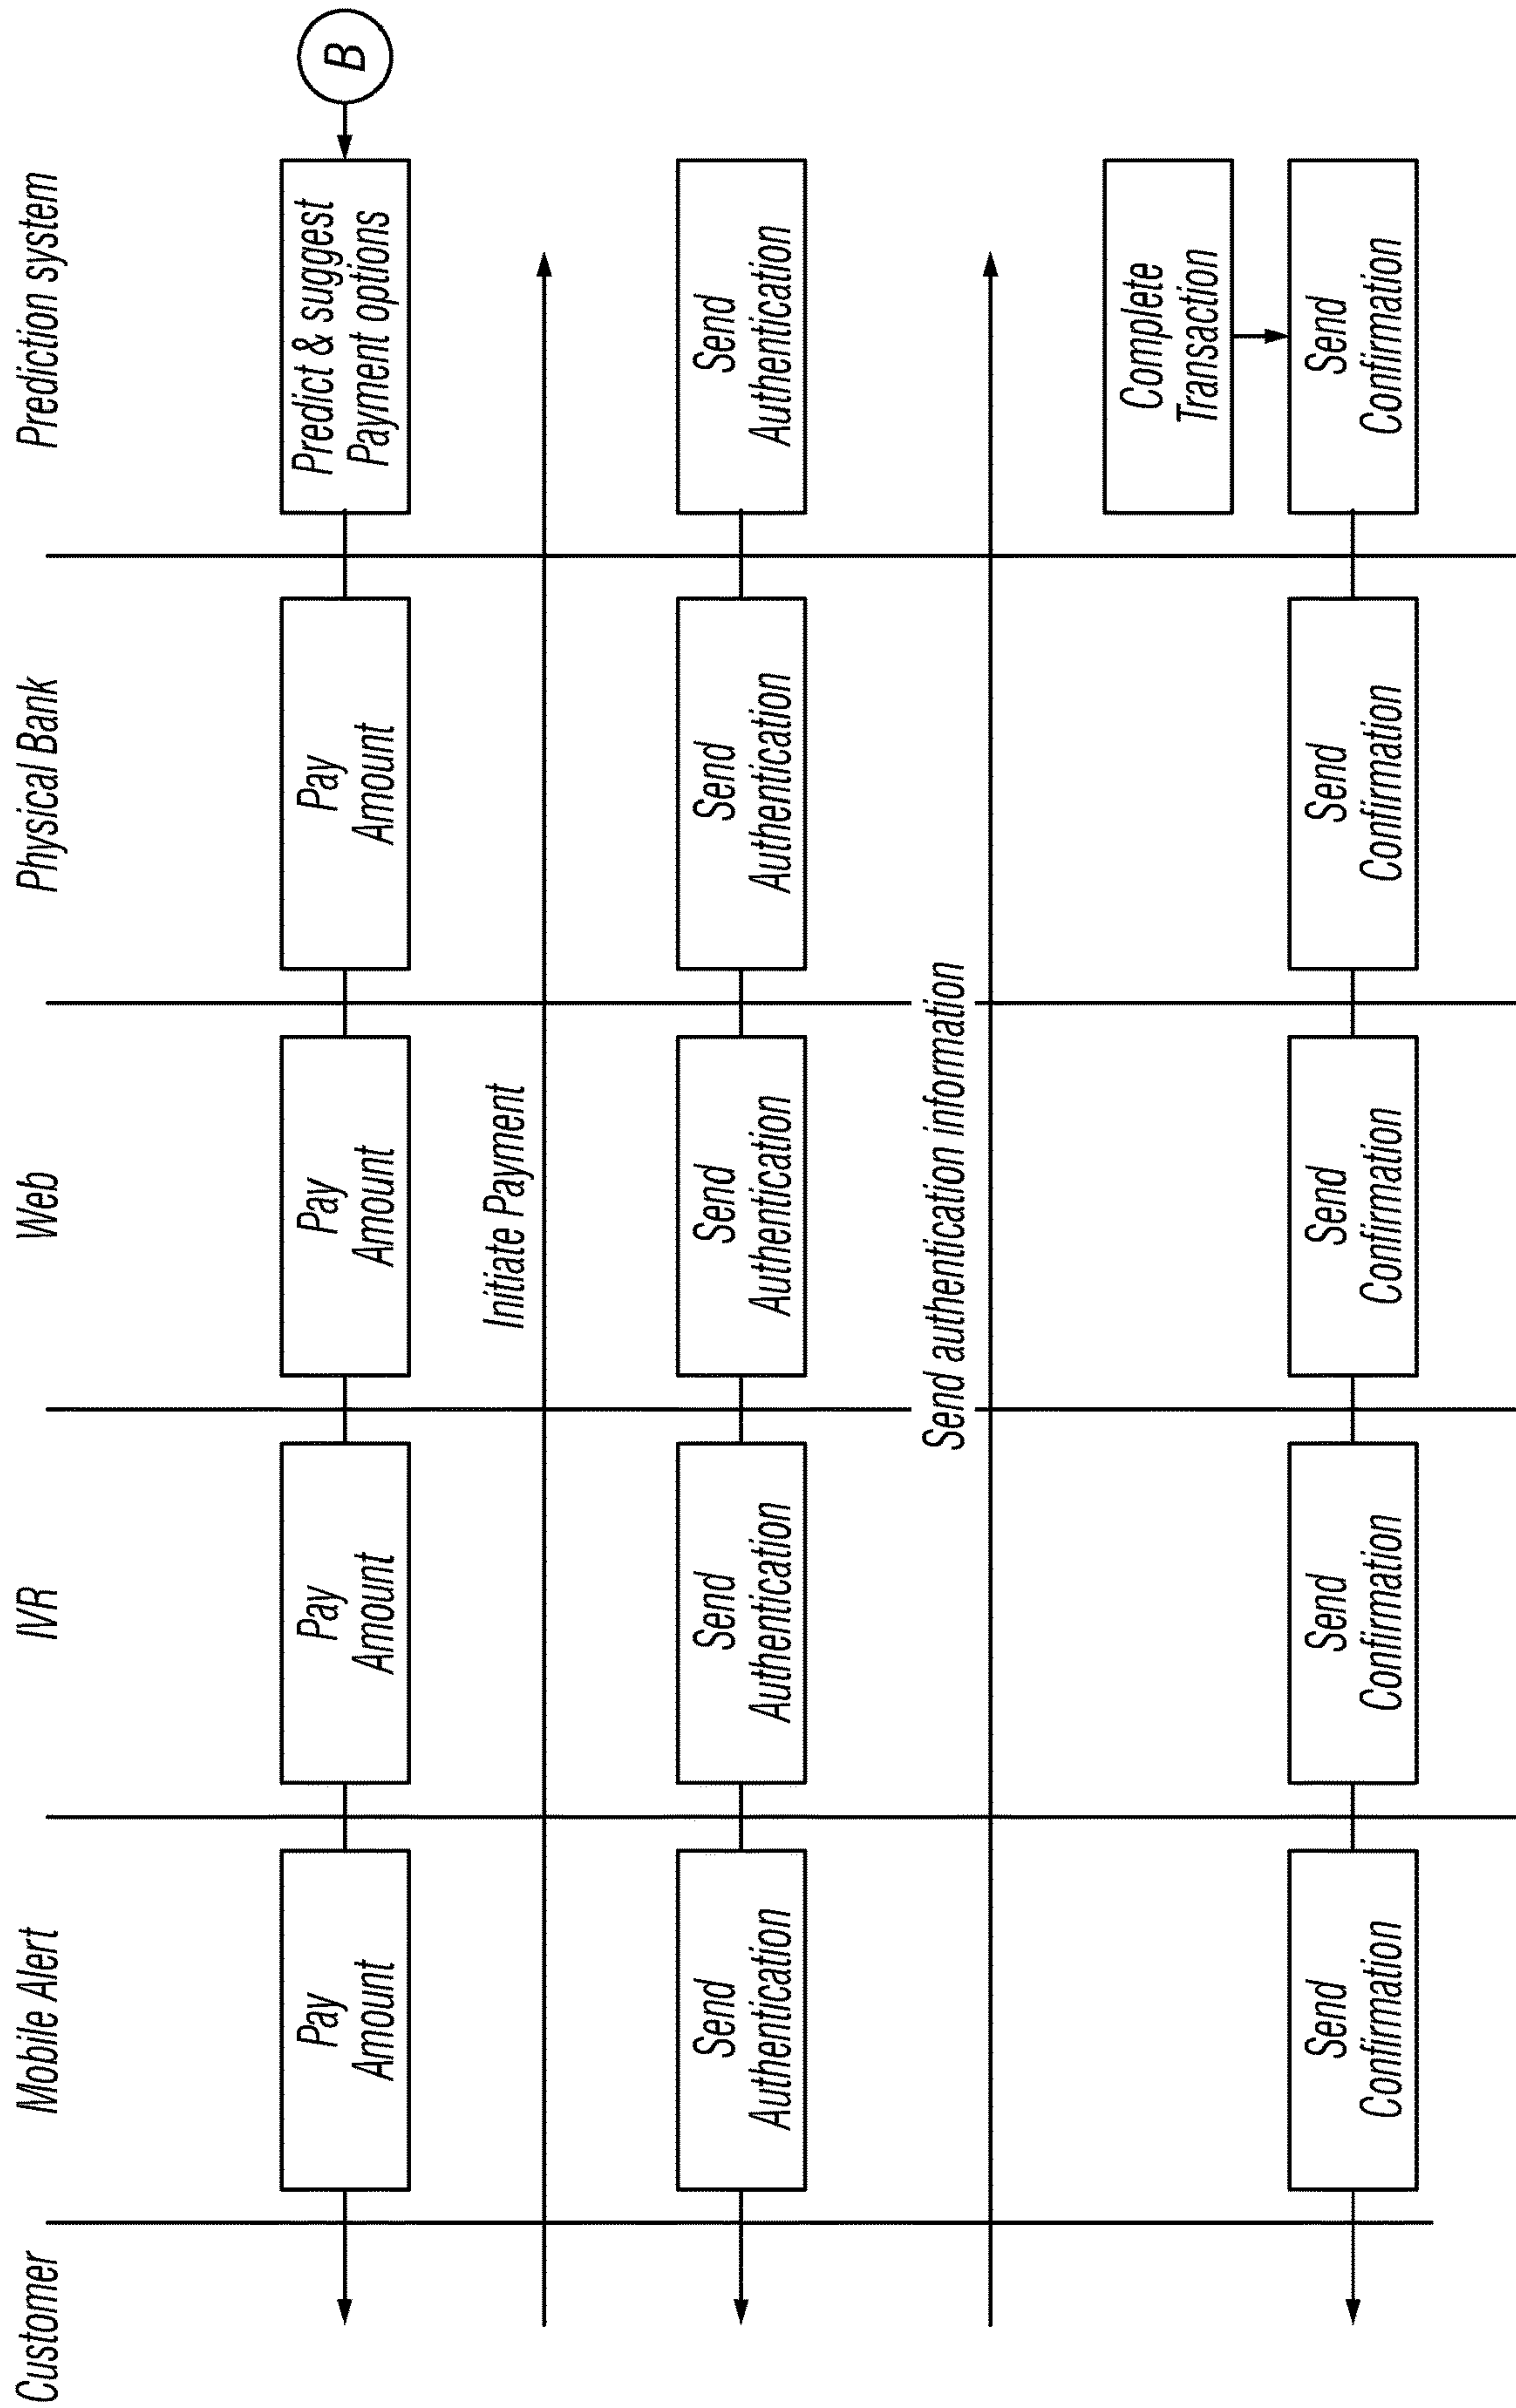 Customer
Mobile Alert
IVR
Web
Physical Bank
Prediction system
Pay
Amount
Pay
Amount
Pay
Amount
Pay
Amount
Predict & suggest
Payment options
B
Initiate Payment
Send
Authentication
Send
Authentication
Send
Authentication
Send
Authentication
Send
Authentication
Send authentication information
Complete
Transaction
Send
Confirmation
Send
Confirmation
Send
Confirmation
Send
Confirmation
Send
Confirmation